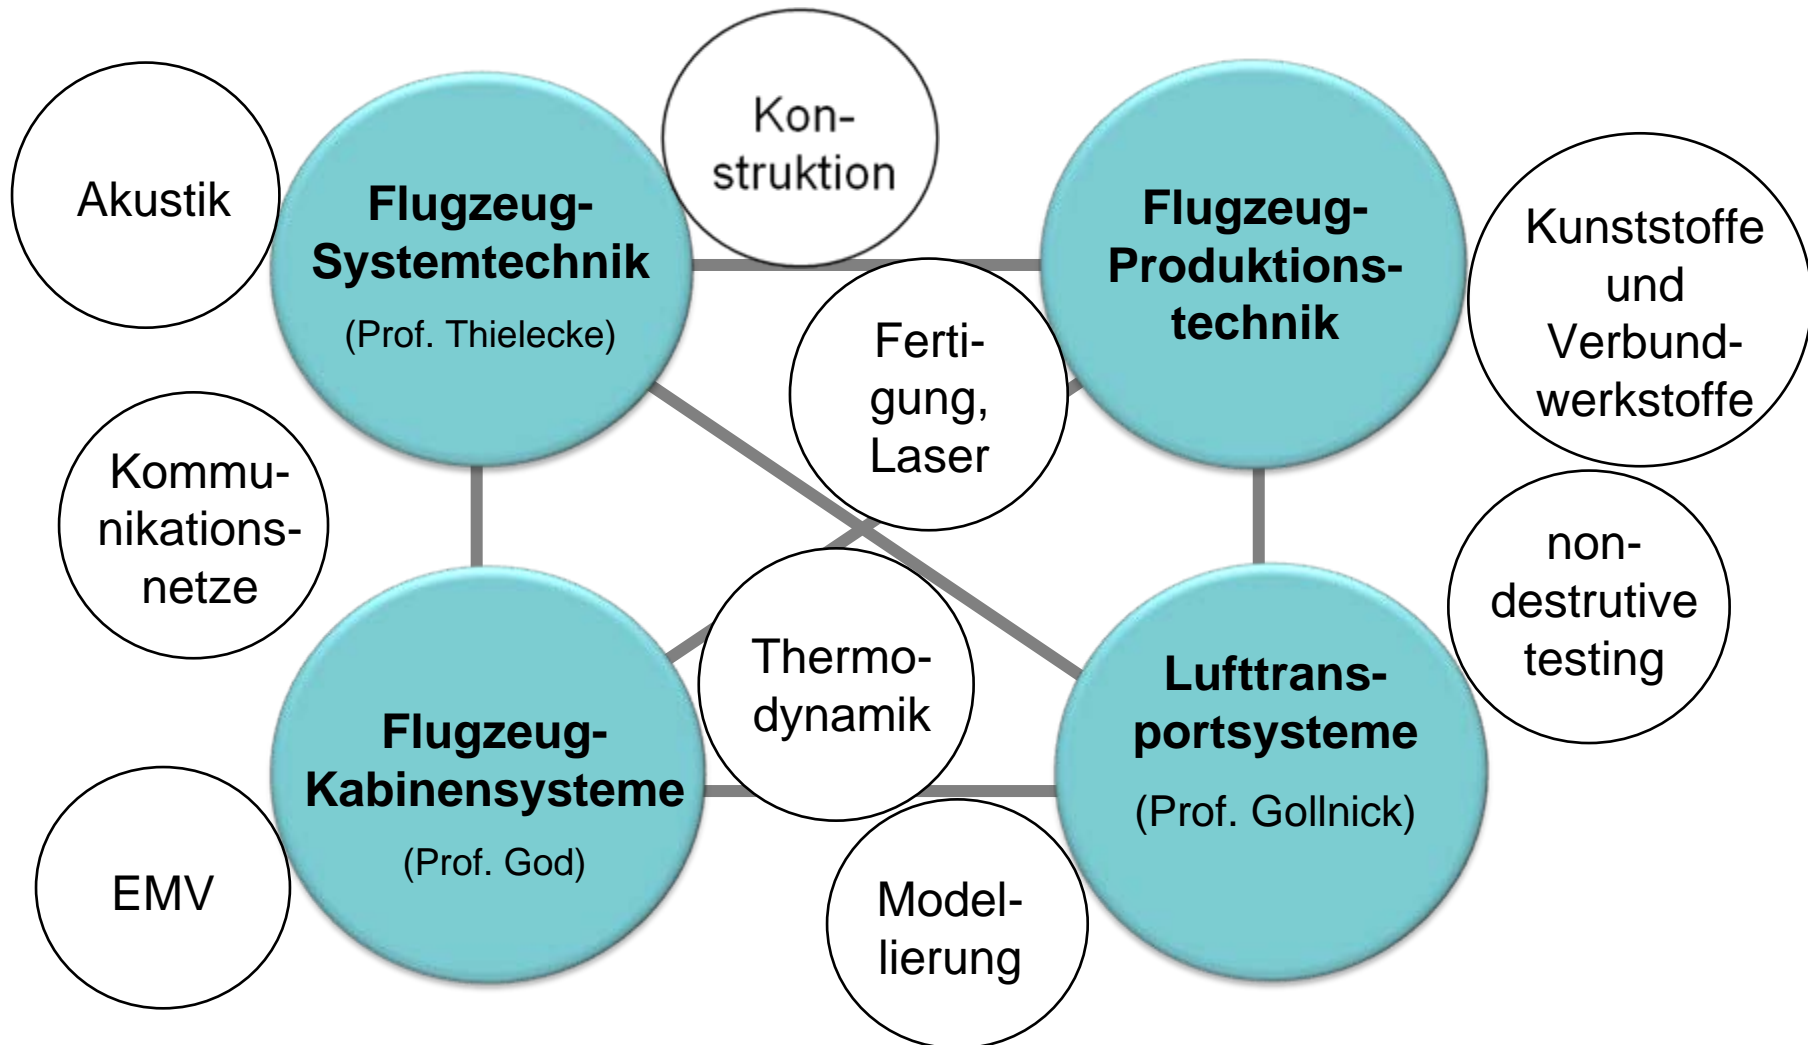 Akustik
Flugzeug-
Systemtechnik
(Prof. Thielecke)
Kon-
struktion
Flugzeug-
Produktions-
technik
Kunststoffe
und
Verbund-
werkstoffe
Ferti-
gung,
Laser
Kommu-
nikations-
netze
non-
destrutive
testing
Thermo-
dynamik
Flugzeug-
Kabinensysteme
(Prof. God)
Lufttrans-
portsysteme
(Prof. Gollnick)
EMV
Model-
lierung